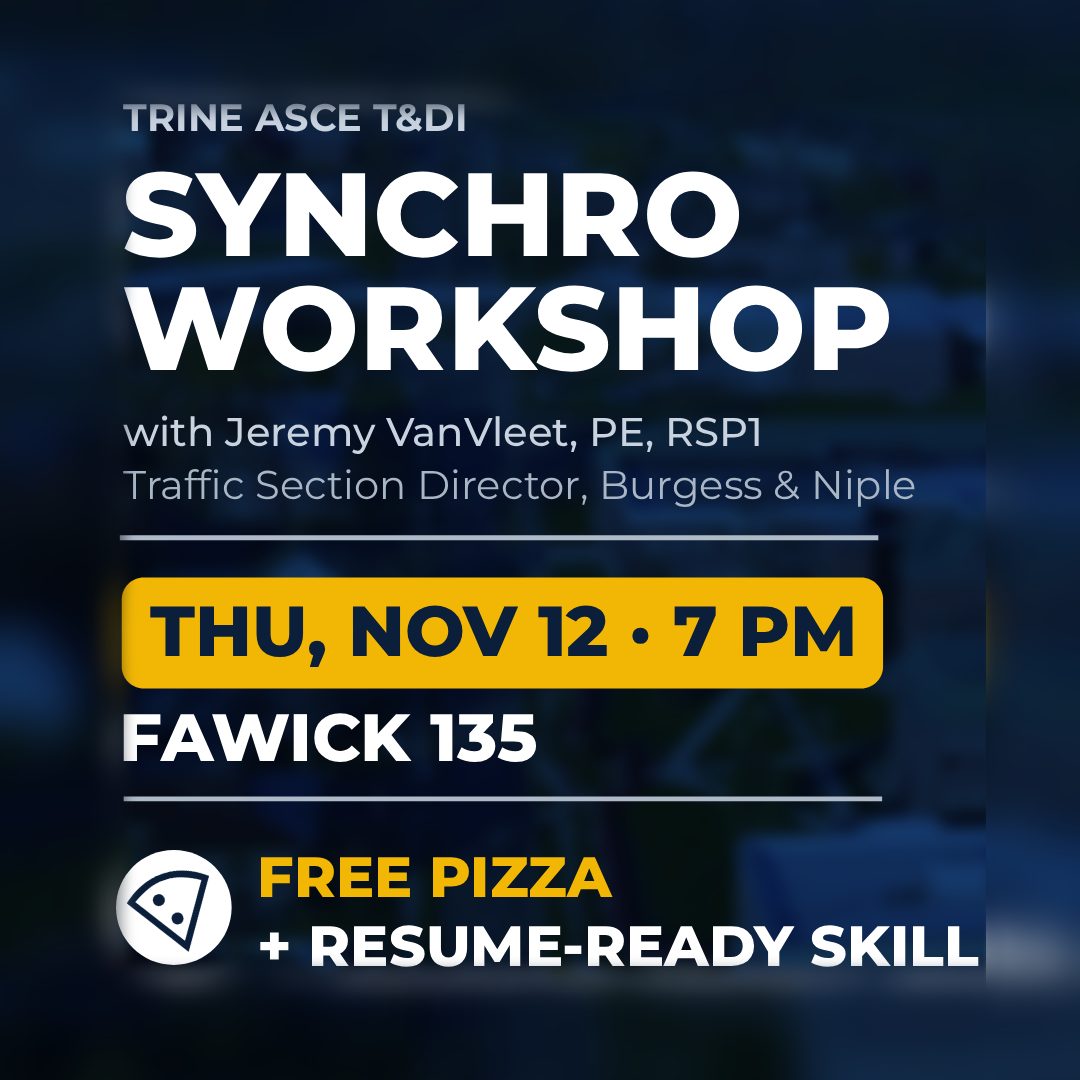 TRINE ASCE T&DI
SYNCHRO
WORKSHOP
with Jeremy VanVleet, PE, RSP1
Traffic Section Director, Burgess & Niple
THU, NOV 12 • 7 PM
FAWICK 135
FREE PIZZA
+ RESUME-READY SKILL